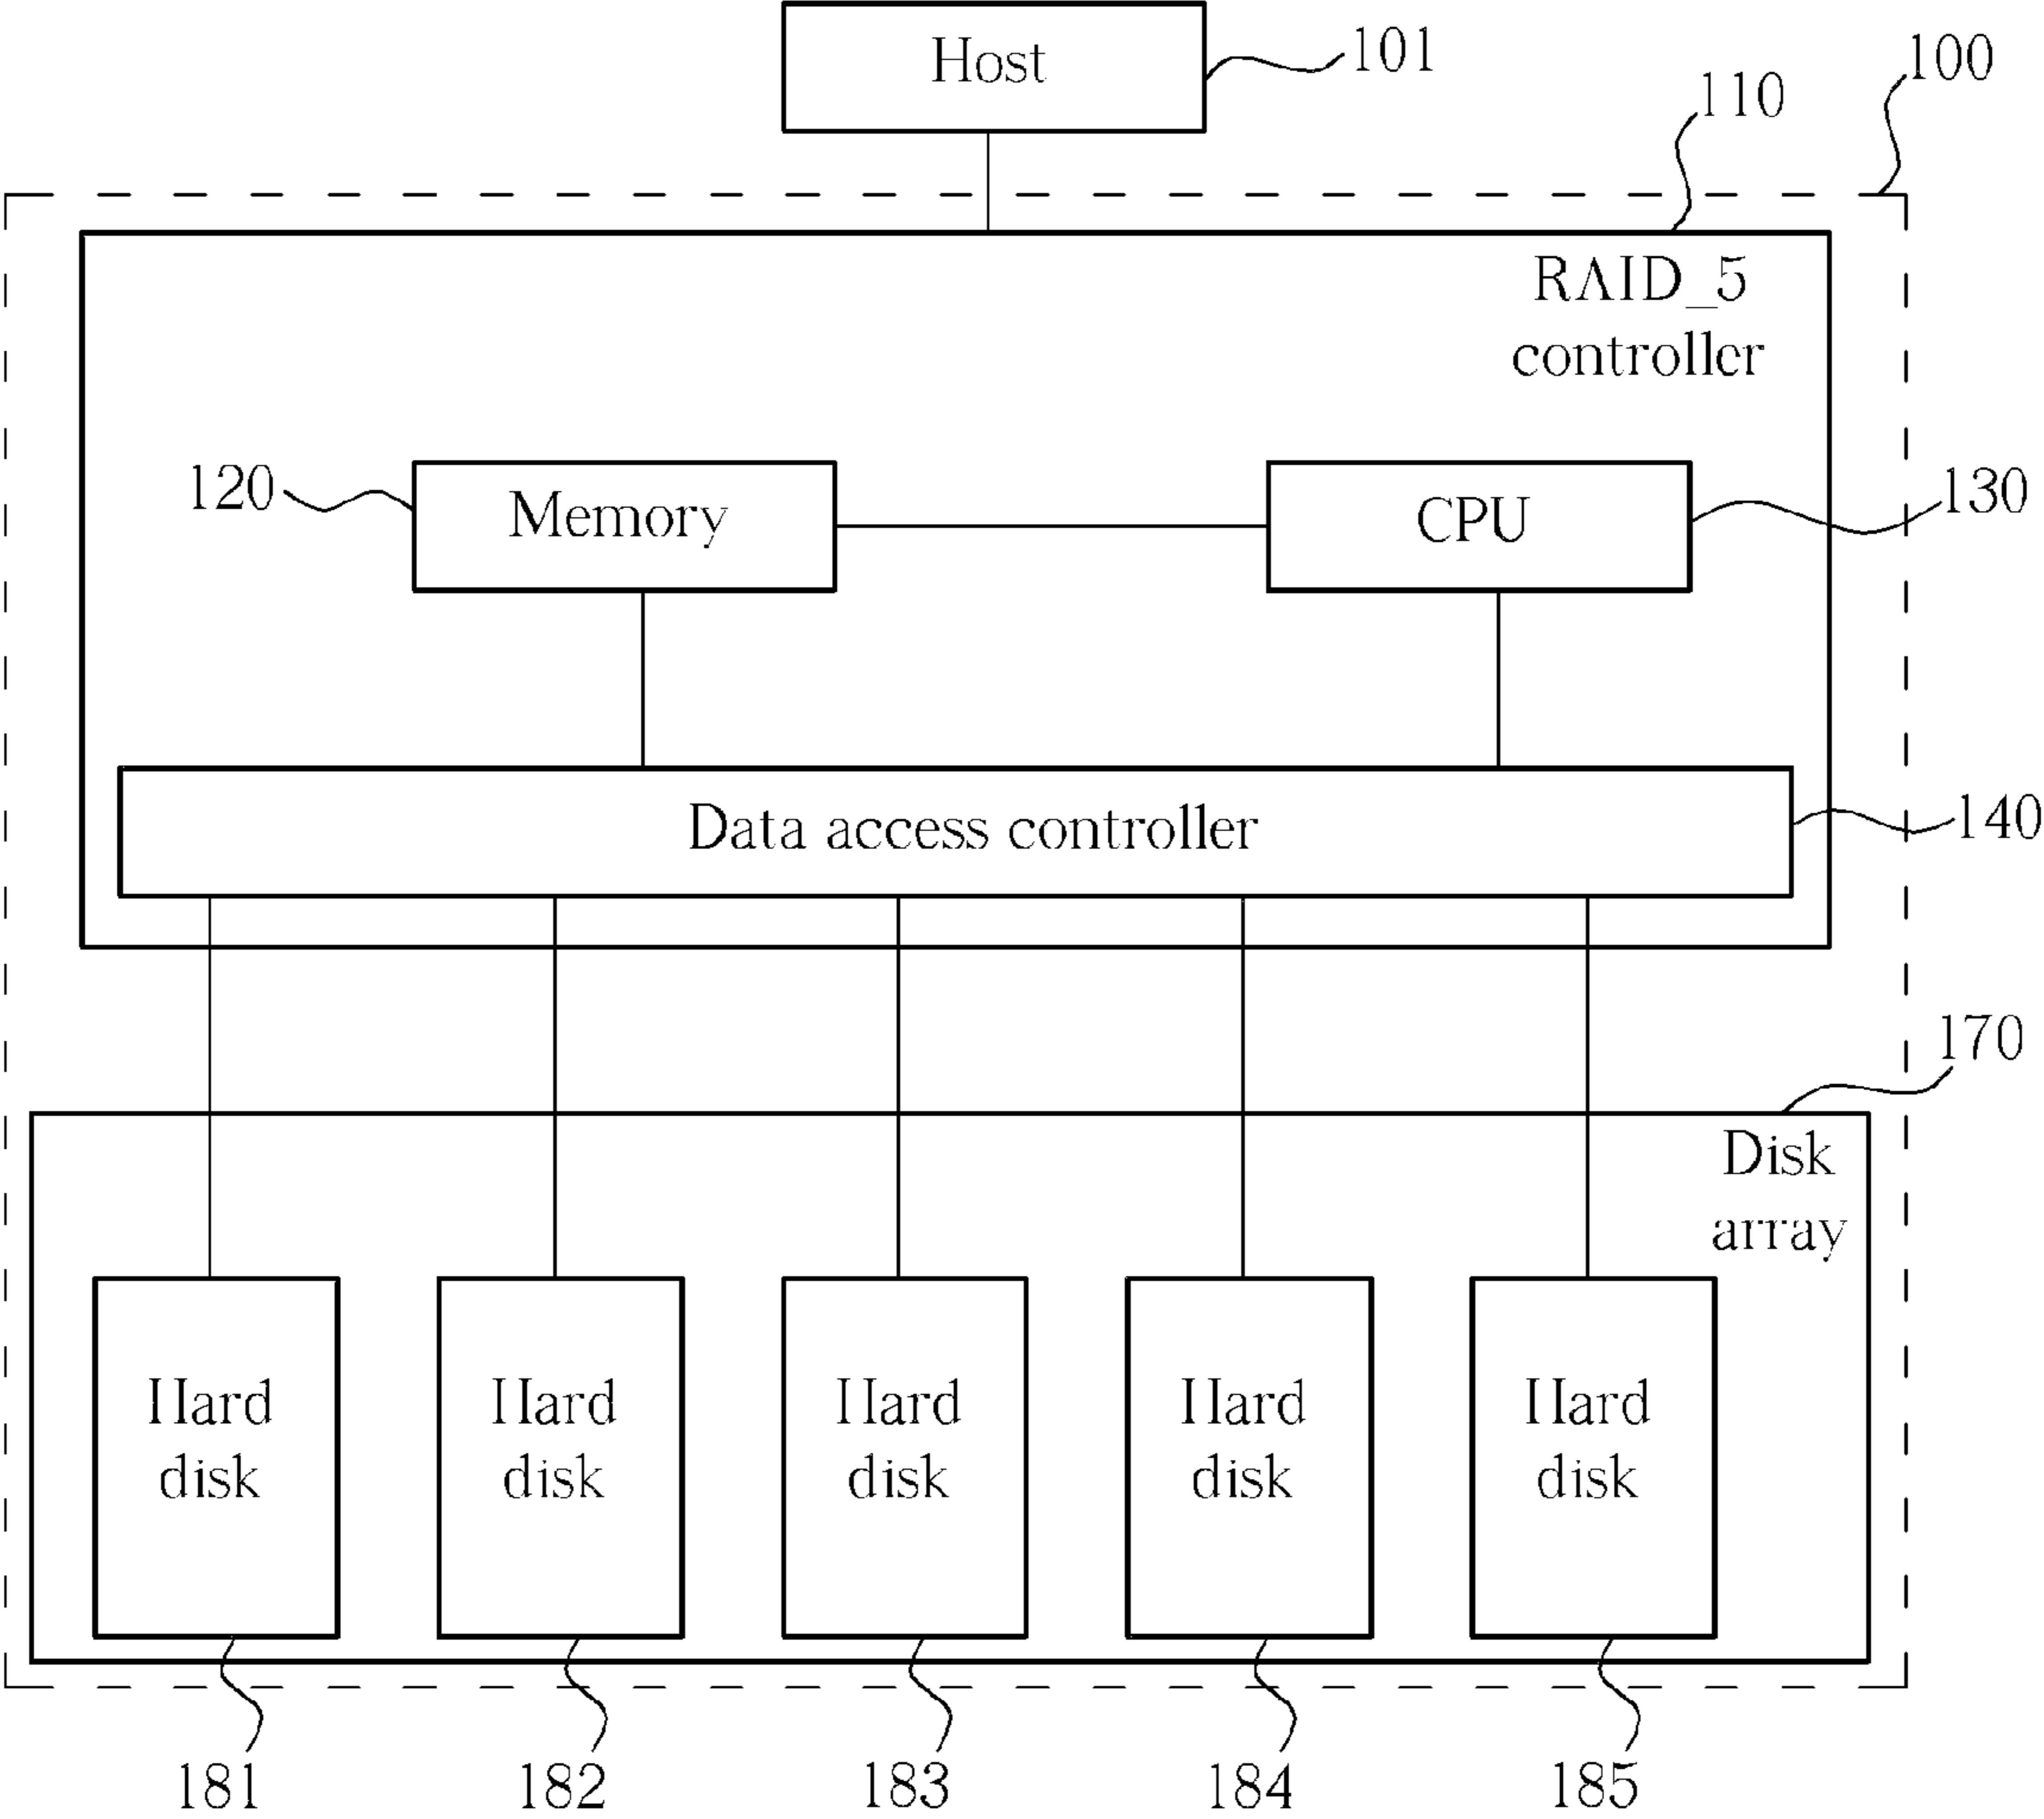 Host
101
100
110
RAID_5
controller
120
Memory
CPU
130
Data access controller
140
170
Disk
array
Hard
disk
Hard
disk
Hard
disk
Hard
disk
Hard
disk
181
182
183
184
185